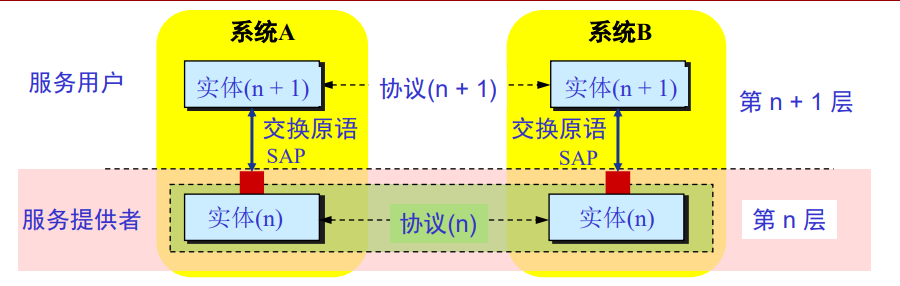 系统A
系统B
服务用户
实体(n + 1)
协议(n + 1)
实体(n + 1)
第 n + 1 层
交换原语
SAP
交换原语
SAP
服务提供者
实体(n)
协议(n)
实体(n)
第 n 层